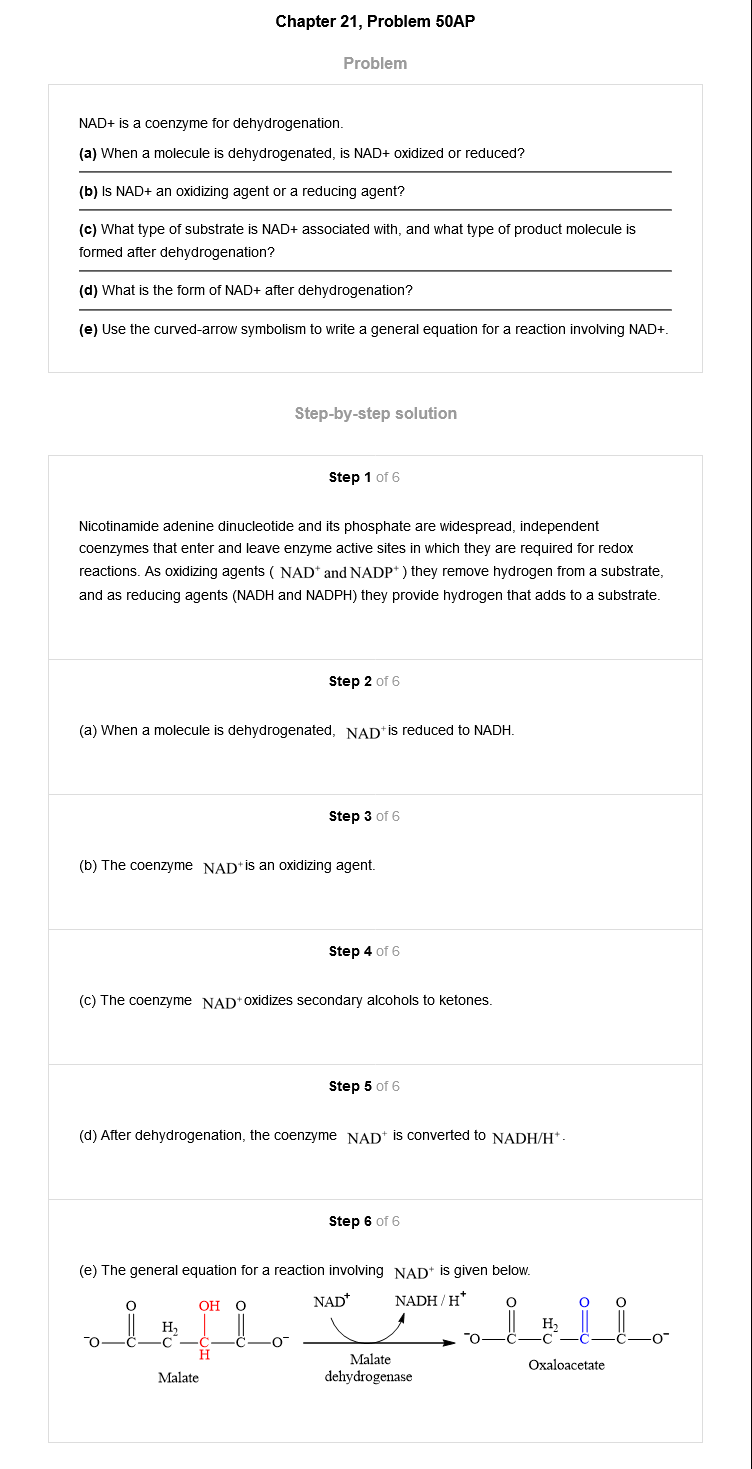 Chapter 21, Problem 50AP
Problem
NAD+ is a coenzyme for dehydrogenation.
(a) When a molecule is dehydrogenated, is NAD+ oxidized or reduced?
(b) Is NAD+ an oxidizing agent or a reducing agent?
(c) What type of substrate is NAD+ associated with, and what type of product molecule is
formed after dehydrogenation?
(d) What is the form of NAD+ after dehydrogenation?
(e) Use the curved-arrow symbolism to write a general equation for a reaction involving NAD+.
Step-by-step solution
Step 1 of 6
Nicotinamide adenine dinucleotide and its phosphate are widespread, independent
coenzymes that enter and leave enzyme active sites in which they are required for redox
reactions. As oxidizing agents ( NAD⁺ and NADP⁺ ) they remove hydrogen from a substrate,
and as reducing agents (NADH and NADPH) they provide hydrogen that adds to a substrate.
Step 2 of 6
(a) When a molecule is dehydrogenated, NAD⁺ is reduced to NADH.
Step 3 of 6
(b) The coenzyme NAD⁺ is an oxidizing agent.
Step 4 of 6
(c) The coenzyme NAD⁺ oxidizes secondary alcohols to ketones.
Step 5 of 6
(d) After dehydrogenation, the coenzyme NAD⁺ is converted to NADH/H⁺.
Step 6 of 6
(e) The general equation for a reaction involving NAD⁺ is given below.
O OH O NAD⁺ NADH / H⁺ O O O
H₂ H₂
⁻O C C C C O⁻ ⁻O C C C C O⁻
H
Malate
Malate
dehydrogenase
Oxaloacetate